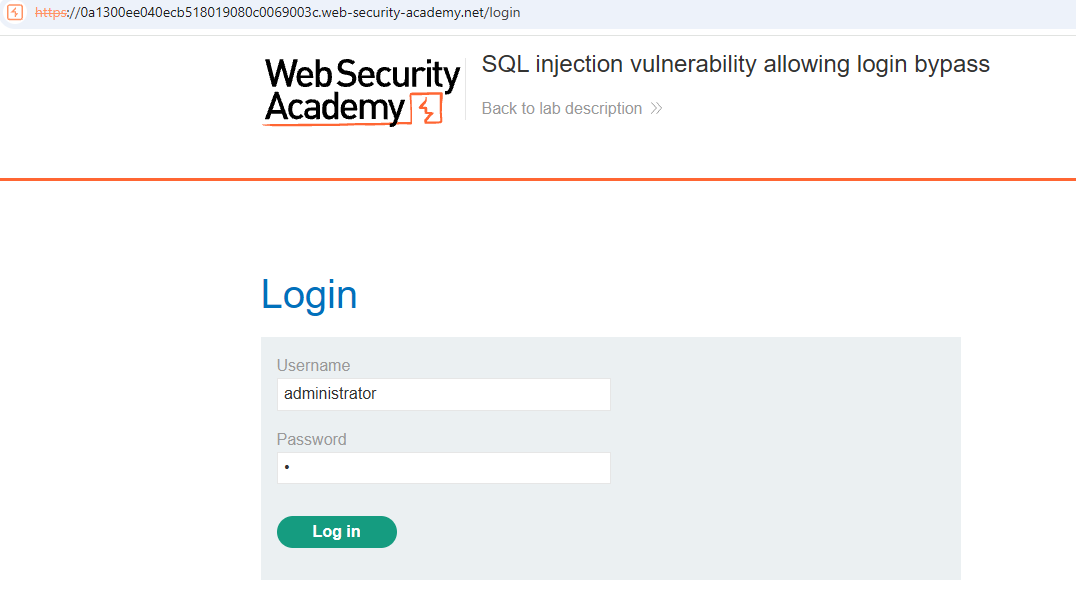 https://0a1300ee040ecb518019080c0069003c.web-security-academy.net/login
WebSecurity
Academy
SQL injection vulnerability allowing login bypass
Back to lab description >>
Login
Username
administrator
Password
•
Log in